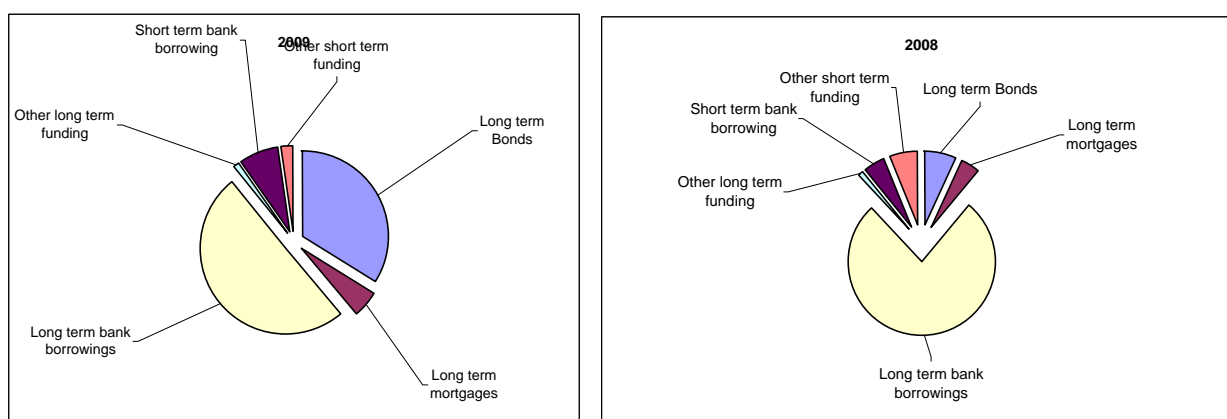 2009
Short term bank
borrowing
Other short term
funding
Other long term
funding
Long term
Bonds
Long term bank
borrowings
Long term
mortgages
2008
Other short term
funding
Long term Bonds
Short term bank
borrowing
Long term
mortgages
Other long term
funding
Long term bank
borrowings